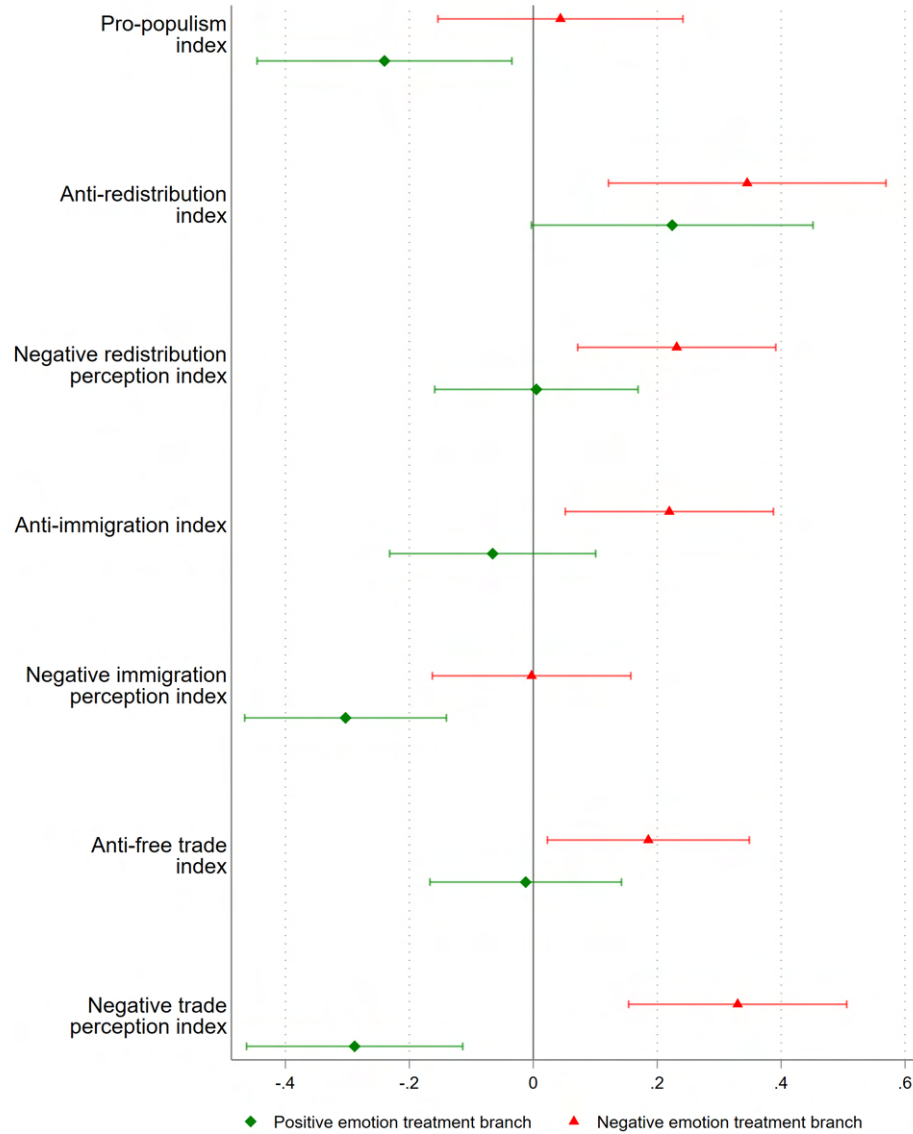 Pro-populism
index
Anti-redistribution
index
Negative redistribution
perception index
Anti-immigration index
Negative immigration
perception index
Anti-free trade
index
Negative trade
perception index
-.4 -.2 0 .2 .4 .6
Positive emotion treatment branch Negative emotion treatment branch